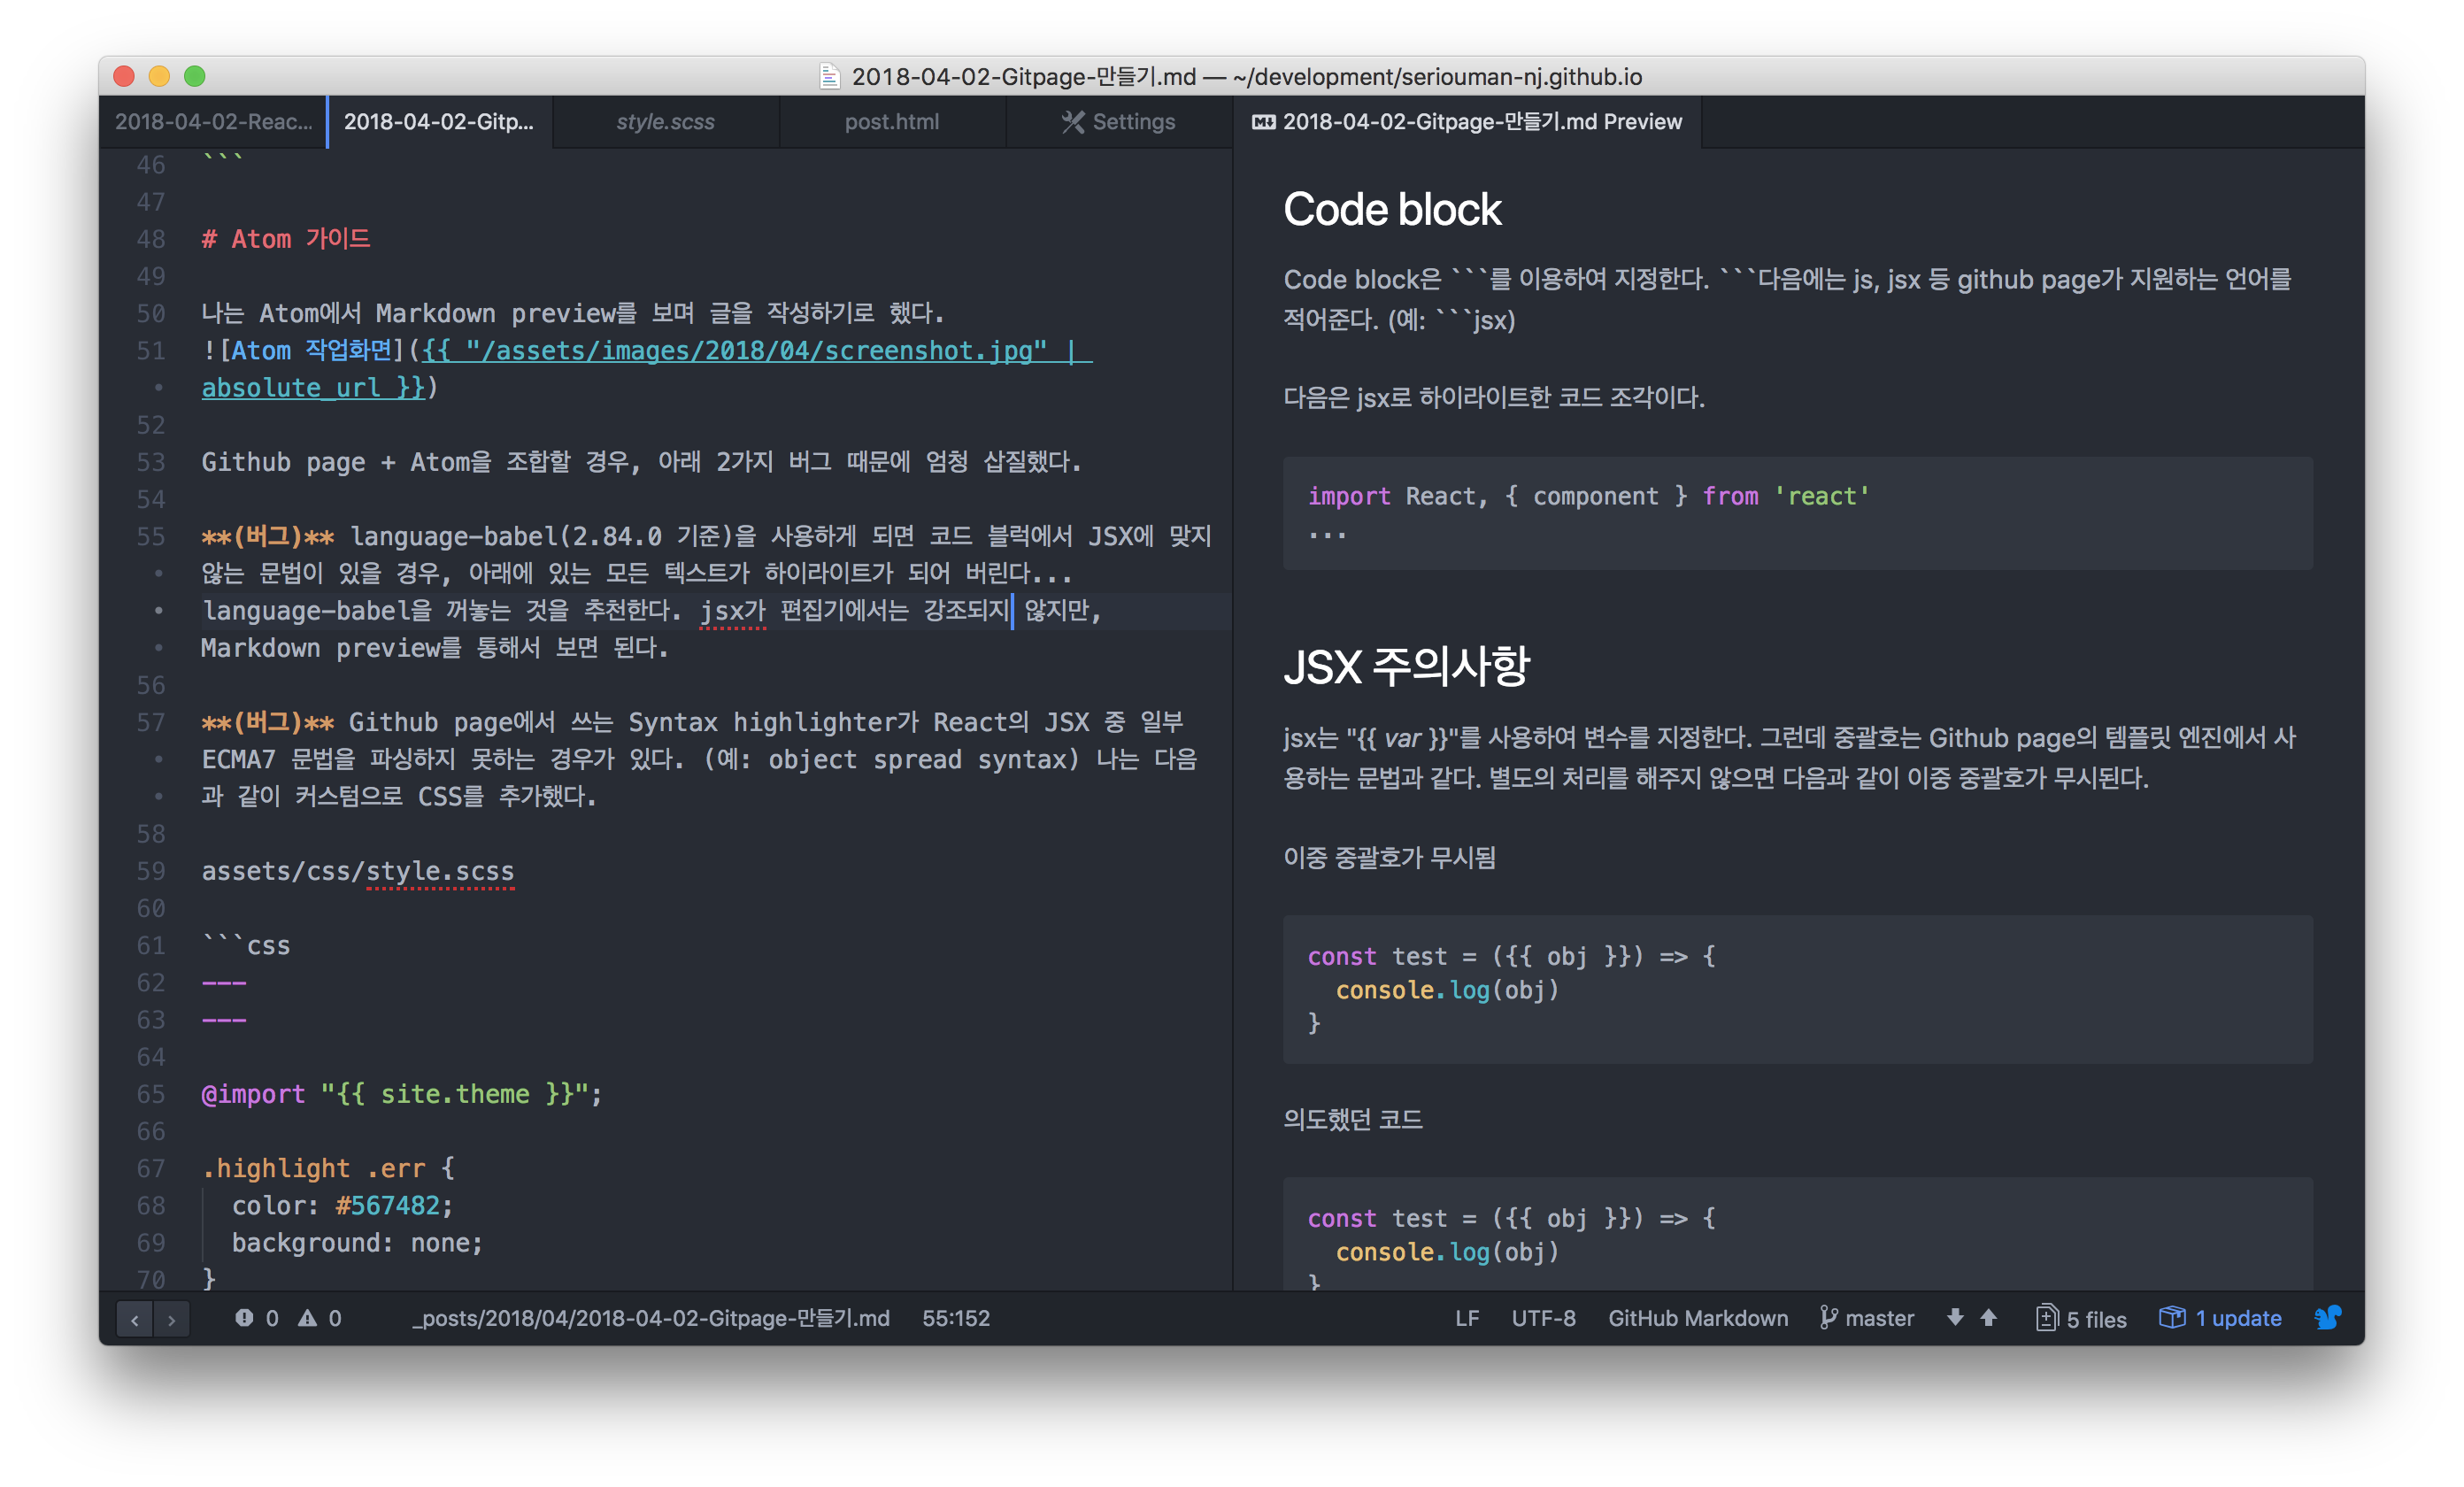 2018-04-02-Gitpage-만들기.md — ~/development/seriouman-nj.github.io
2018-04-02-Reac...
2018-04-02-Gitp...
style.scss
post.html
Settings
2018-04-02-Gitpage-만들기.md Preview
46 ```
47
48 # Atom 가이드
49
50 나는 Atom에서 Markdown preview를 보며 글을 작성하기로 했다.
51 ![Atom 작업화면]({{ "/assets/images/2018/04/screenshot.jpg" |
• absolute_url }})
52
53 Github page + Atom을 조합할 경우, 아래 2가지 버그 때문에 엄청 삽질했다.
54
55 **(버그)** language-babel(2.84.0 기준)을 사용하게 되면 코드 블럭에서 JSX에 맞지
• 않는 문법이 있을 경우, 아래에 있는 모든 텍스트가 하이라이트가 되어 버린다...
• language-babel을 꺼놓는 것을 추천한다. jsx가 편집기에서는 강조되지 않지만,
• Markdown preview를 통해서 보면 된다.
56
57 **(버그)** Github page에서 쓰는 Syntax highlighter가 React의 JSX 중 일부
• ECMA7 문법을 파싱하지 못하는 경우가 있다. (예: object spread syntax) 나는 다음
• 과 같이 커스텀으로 CSS를 추가했다.
58
59 assets/css/style.scss
60
61 ```css
62 ---
63 ---
64
65 @import "{{ site.theme }}";
66
67 .highlight .err {
68   color: #567482;
69   background: none;
70 }
Code block
Code block은 ```를 이용하여 지정한다. ```다음에는 js, jsx 등 github page가 지원하는 언어를
적어준다. (예: ```jsx)
다음은 jsx로 하이라이트한 코드 조각이다.
import React, { component } from 'react'
...
JSX 주의사항
jsx는 "{{ var }}"를 사용하여 변수를 지정한다. 그런데 중괄호는 Github page의 템플릿 엔진에서 사
용하는 문법과 같다. 별도의 처리를 해주지 않으면 다음과 같이 이중 중괄호가 무시된다.
이중 중괄호가 무시됨
const test = ({{ obj }}) => {
  console.log(obj)
}
의도했던 코드
const test = ({{ obj }}) => {
  console.log(obj)
}
0 0 _posts/2018/04/2018-04-02-Gitpage-만들기.md 55:152
LF UTF-8 GitHub Markdown master 5 files 1 update